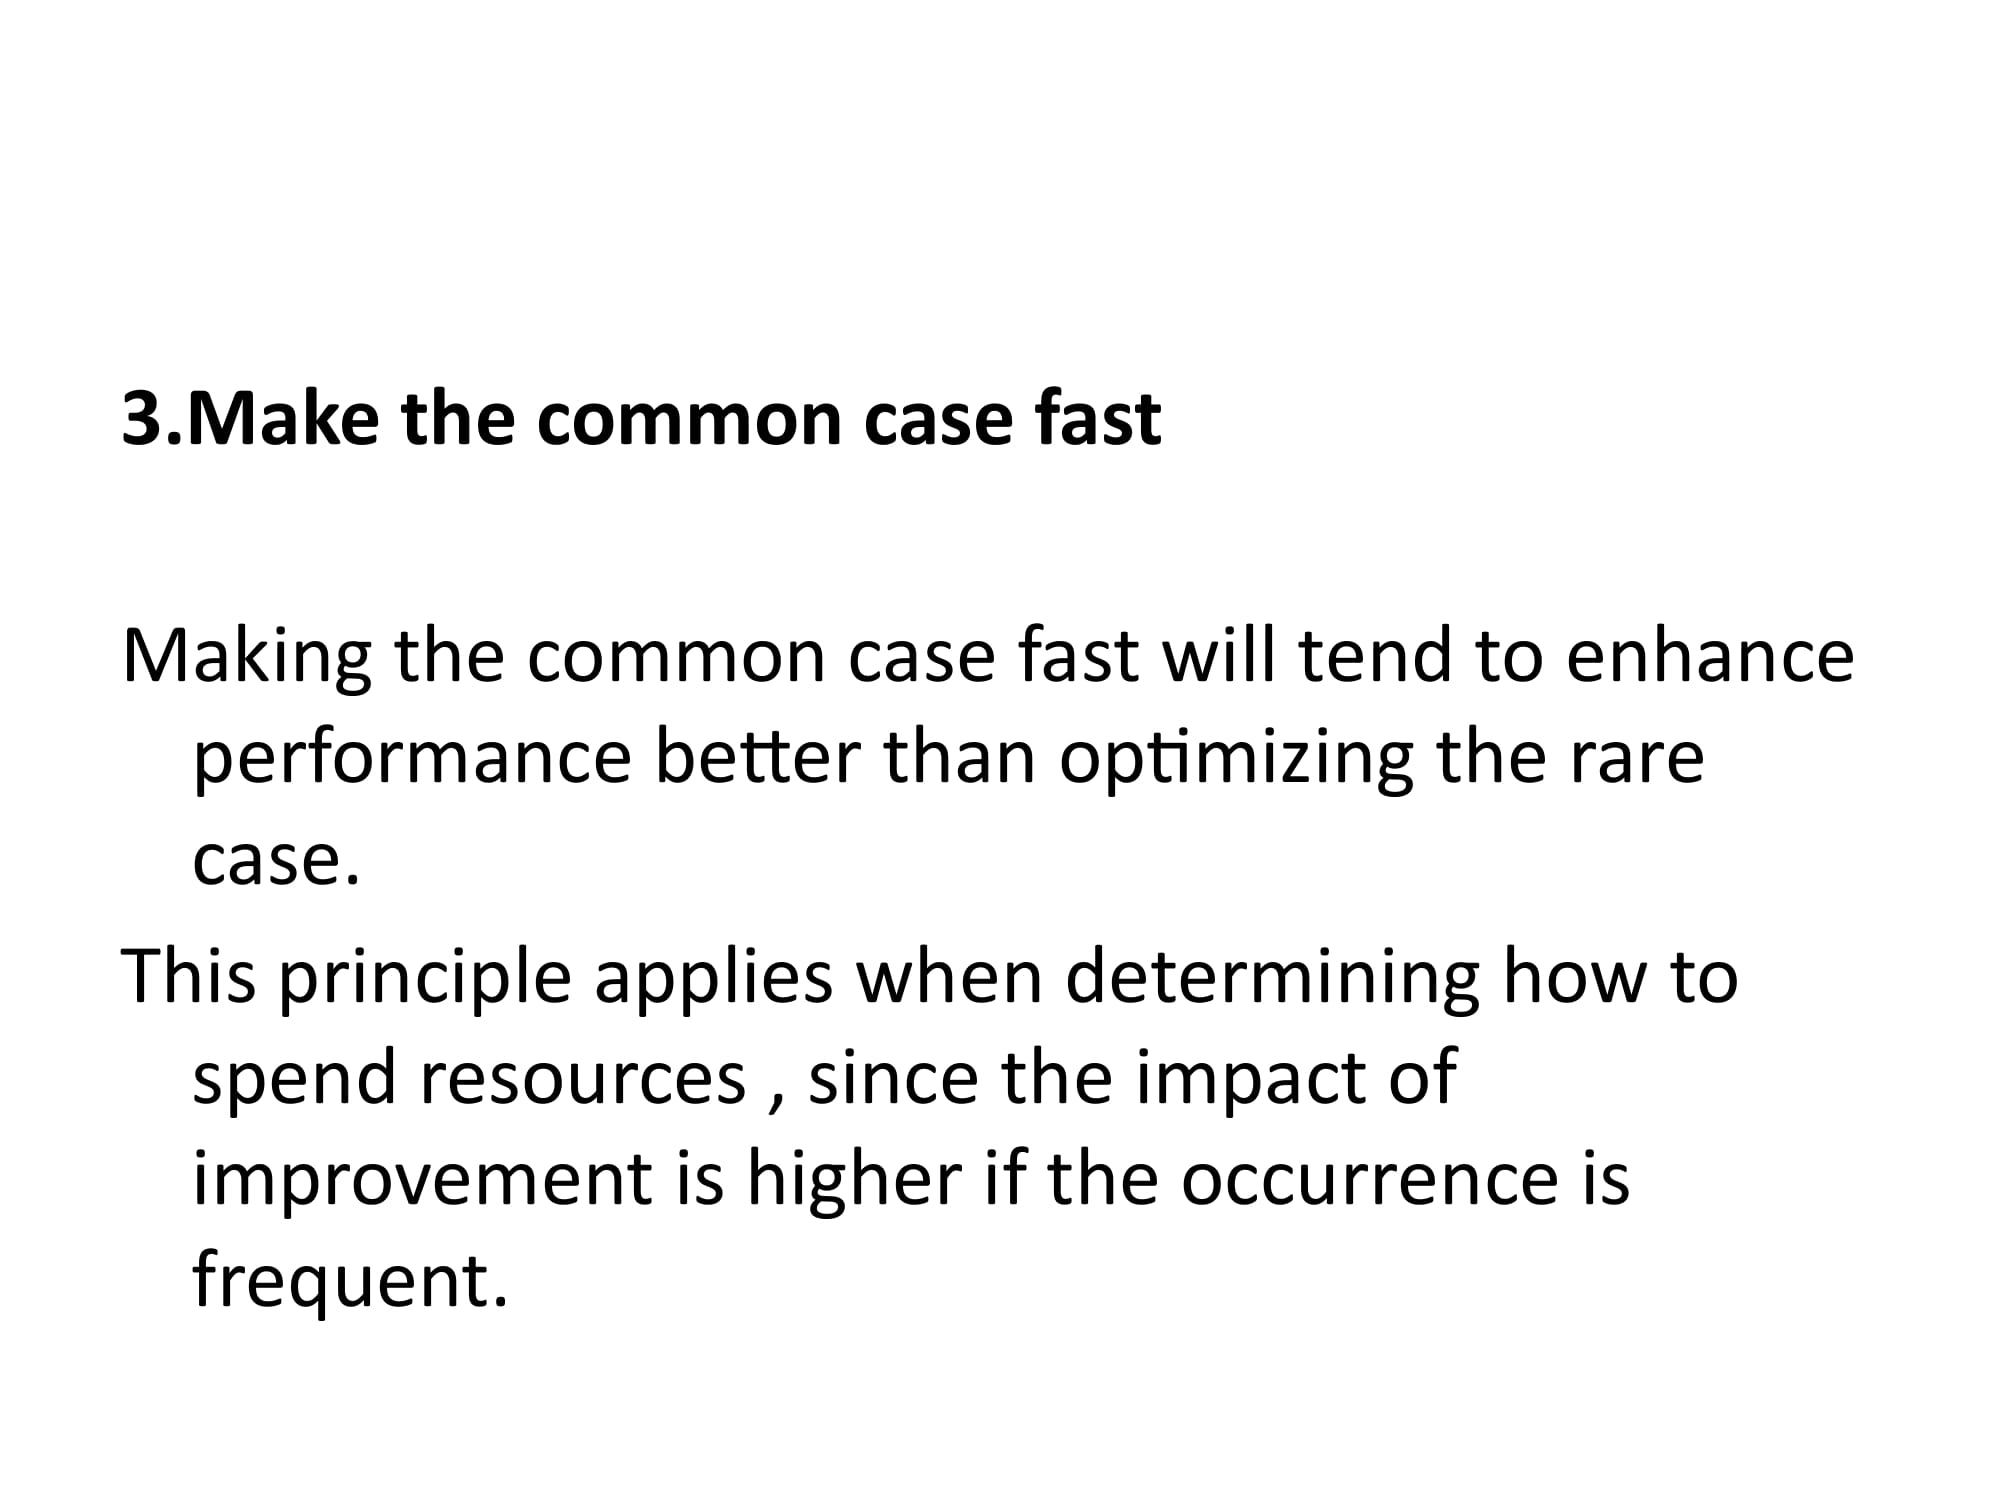 3.Make the common case fast
Making the common case fast will tend to enhance
performance better than optimizing the rare
case.
This principle applies when determining how to
spend resources , since the impact of
improvement is higher if the occurrence is
frequent.